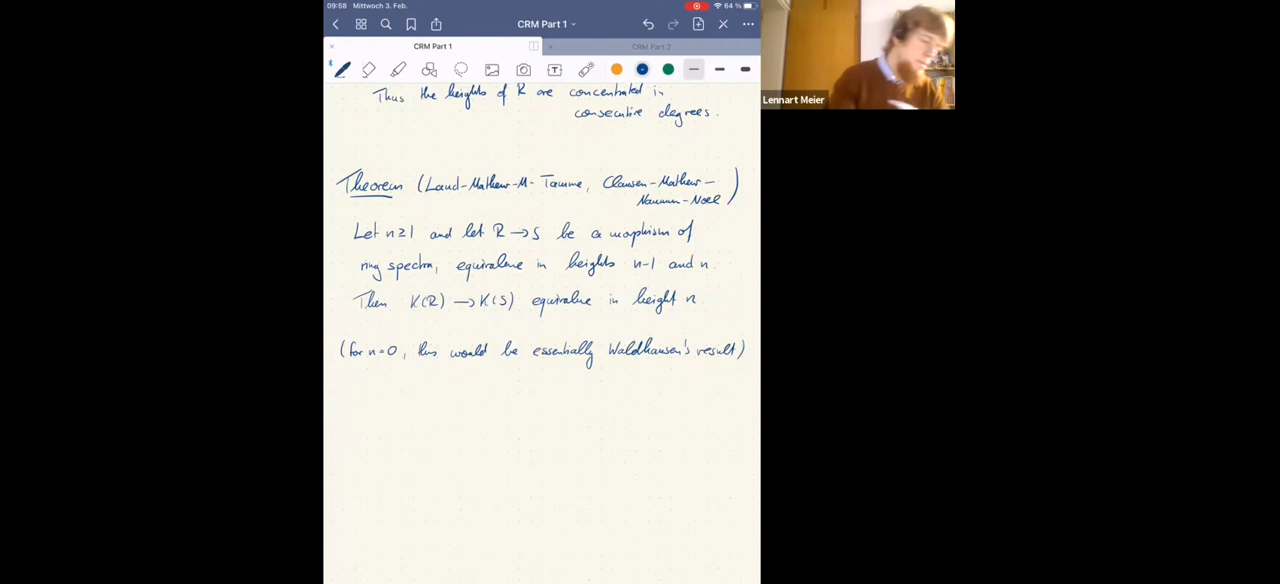 09:58 Mittwoch 3. Feb.
64 %
CRM Part 1
CRM Part 1
CRM Part 2
Lennart Meier
Thus the heights of R are concentrated in
consecutive degrees.
Theorem (Land-Mathew-M-Tamme, Clausen-Mathew-
Naumann-Noel)
Let n≥1 and let R → S be a morphism of
ring spectra, equivalence in heights n-1 and n.
Then K(R) → K(S) equivalence in height n
(for n=0, this would be essentially Waldhausen's result)